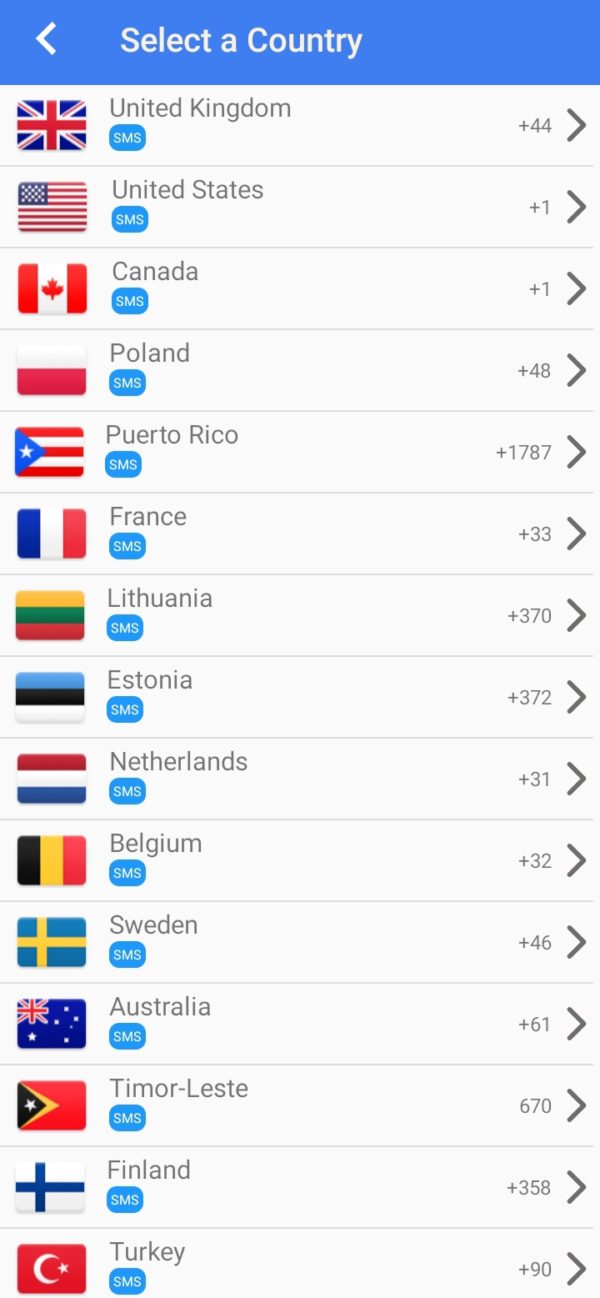 Select a Country
United Kingdom
SMS
+44
United States
SMS
+1
Canada
SMS
+1
Poland
SMS
+48
Puerto Rico
SMS
+1787
France
SMS
+33
Lithuania
SMS
+370
Estonia
SMS
+372
Netherlands
SMS
+31
Belgium
SMS
+32
Sweden
SMS
+46
Australia
SMS
+61
Timor-Leste
SMS
670
Finland
SMS
+358
Turkey
SMS
+90